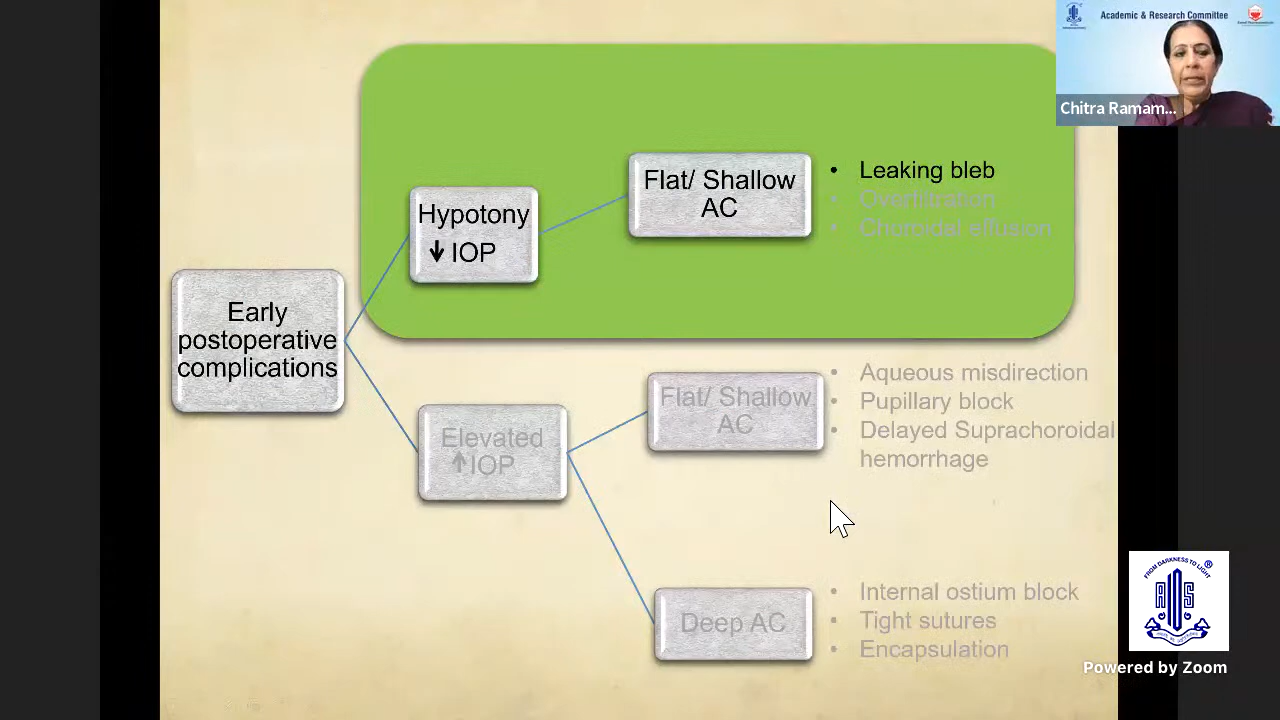 Academic & Research Committee
Chitra Ramam...
Early
postoperative
complications
Hypotony
↓ IOP
Flat/ Shallow
AC
• Leaking bleb
• Overfiltration
• Choroidal effusion
Elevated
↑IOP
Flat/ Shallow
AC
• Aqueous misdirection
• Pupillary block
• Delayed Suprachoroidal
hemorrhage
Deep AC
• Internal ostium block
• Tight sutures
• Encapsulation
FROM DARKNESS TO LIGHT
®
AIOS
Powered by Zoom